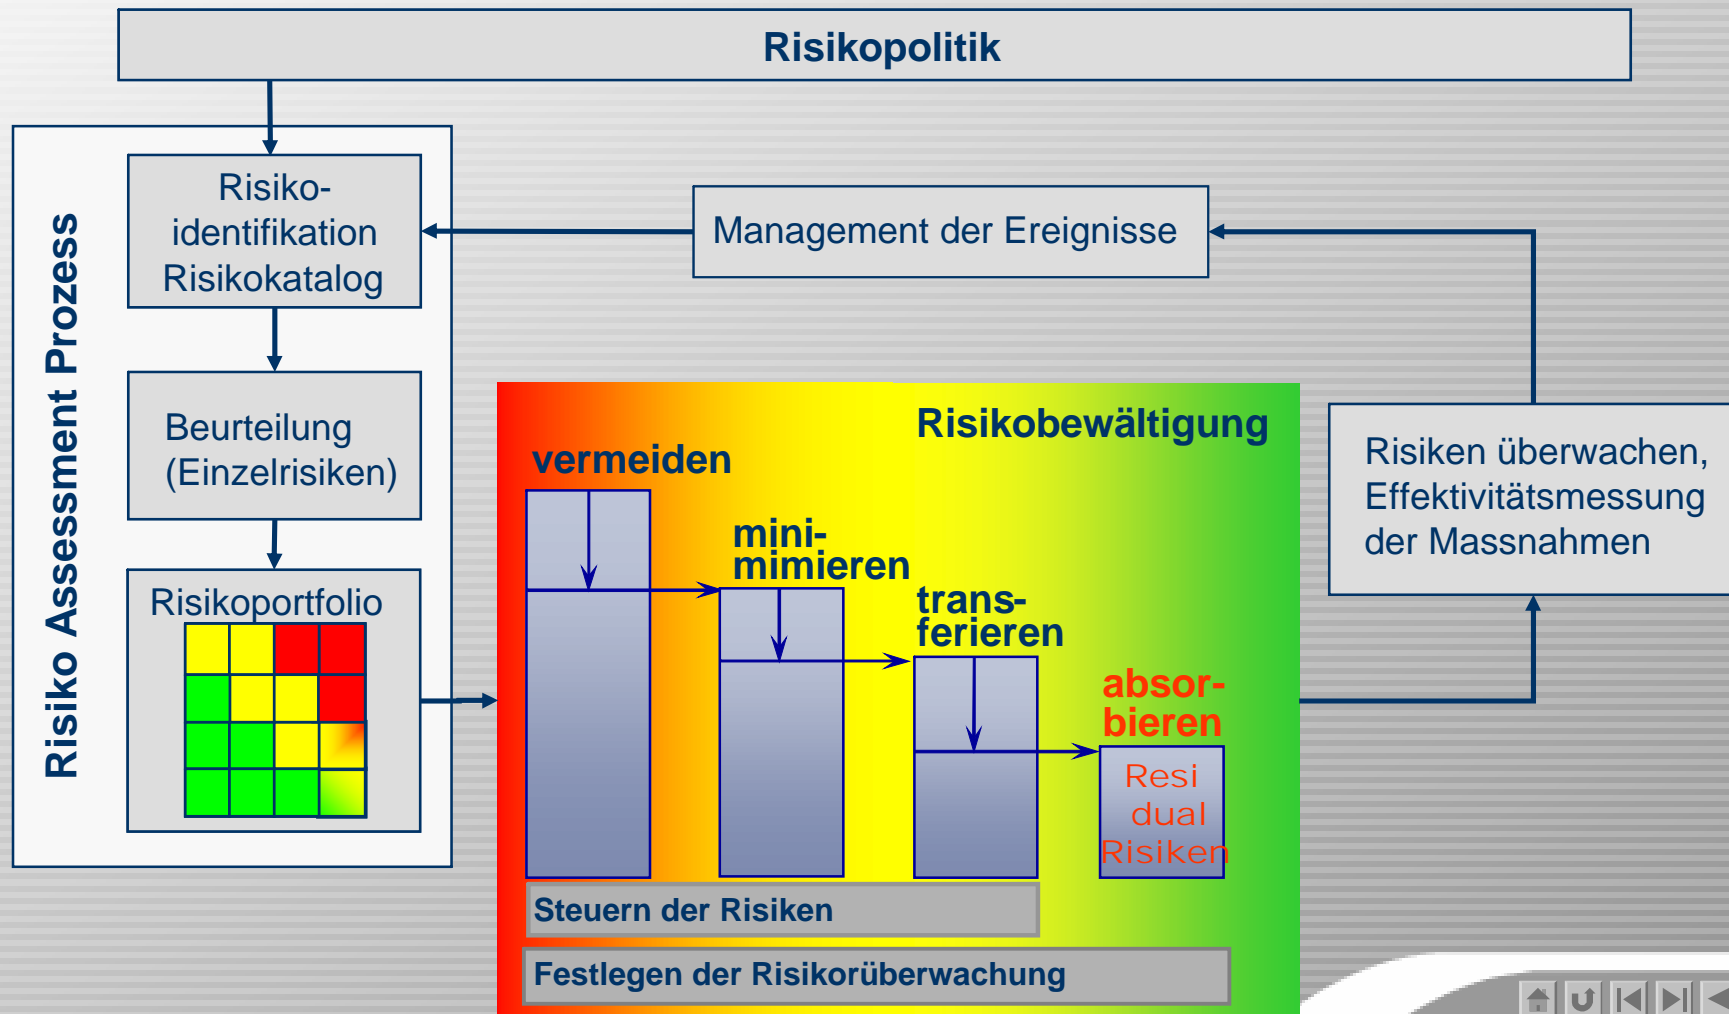 Risikopolitik
Risiko Assessment Prozess
Risiko-
identifikation
Risikokatalog
Beurteilung
(Einzelrisiken)
Risikoportfolio
Management der Ereignisse
Risikobewältigung
vermeiden
mini-
mimieren
trans-
ferieren
absor-
bieren
Resi
dual
Risiken
Steuern der Risiken
Festlegen der Risikorüberwachung
Risiken überwachen,
Effektivitätsmessung
der Massnahmen